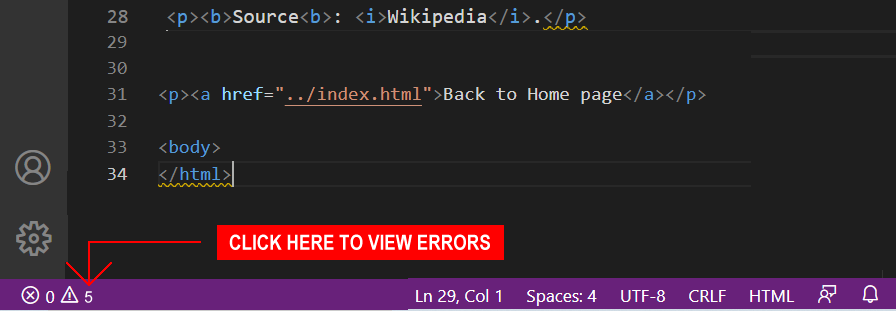 28 <p><b>Source<b>: <i>Wikipedia</i>.</p>
29
30
31 <p><a href="../index.html">Back to Home page</a></p>
32
33 <body>
34 </html>
CLICK HERE TO VIEW ERRORS
0 5 Ln 29, Col 1 Spaces: 4 UTF-8 CRLF HTML